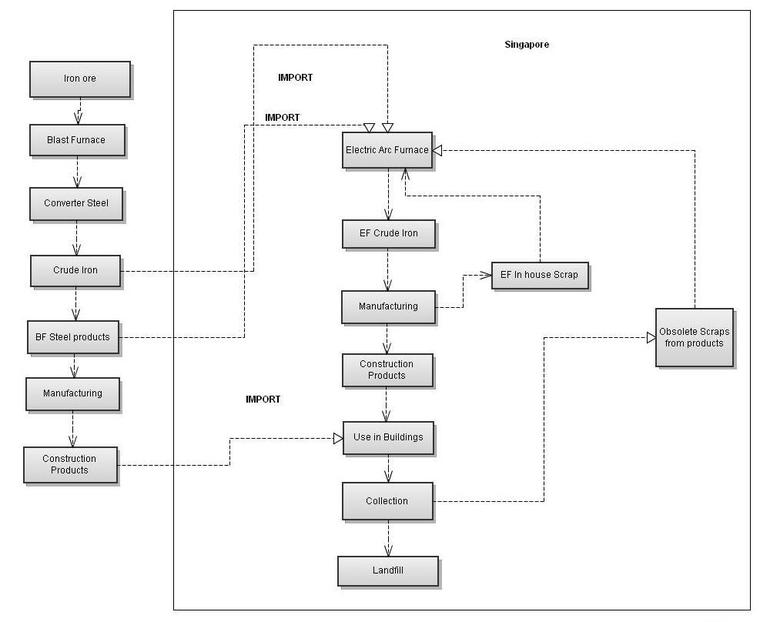 Singapore
Iron ore
IMPORT
IMPORT
Blast Furnace
Electric Arc Furnace
Converter Steel
EF Crude Iron
Crude Iron
EF In house Scrap
Manufacturing
BF Steel products
Obsolete Scraps
from products
Construction
Products
Manufacturing
IMPORT
Use in Buildings
Construction
Products
Collection
Landfill